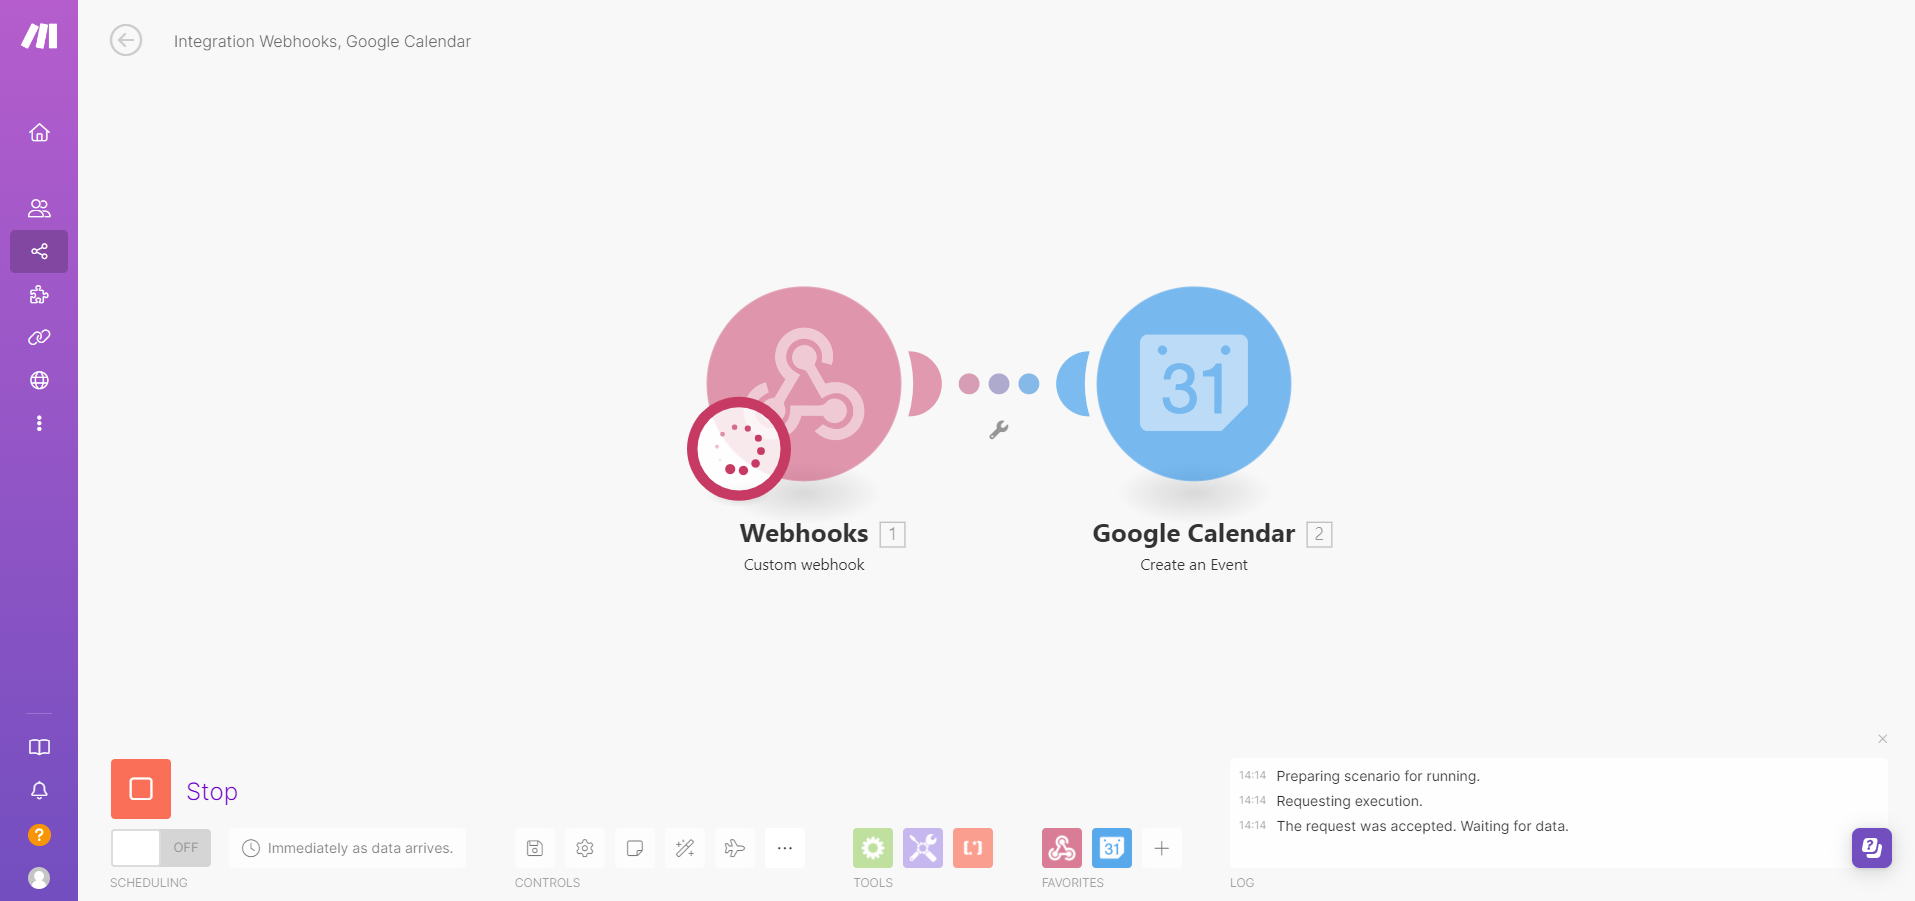 Integration Webhooks, Google Calendar
31
Webhooks 1
Custom webhook
Google Calendar 2
Create an Event
Stop
OFF
Immediately as data arrives.
SCHEDULING
CONTROLS
TOOLS
31
FAVORITES
14:14 Preparing scenario for running.
14:14 Requesting execution.
14:14 The request was accepted. Waiting for data.
LOG